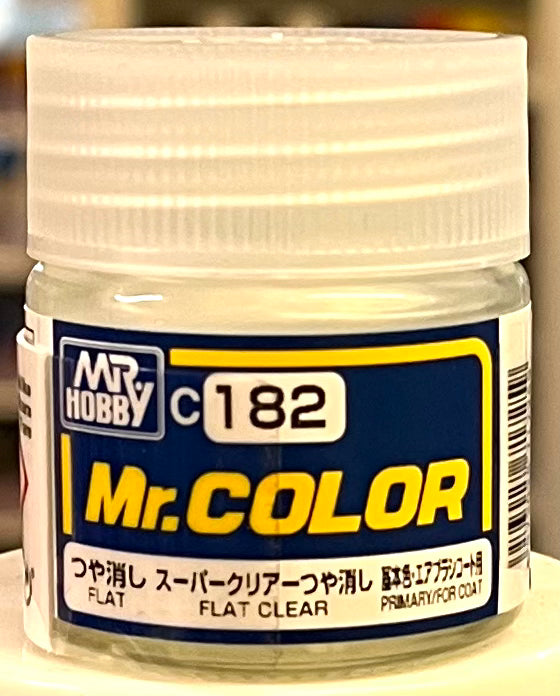 MR. HOBBY
C 182
Mr.COLOR
つや消し スーパークリアーつや消し 基本色・エアブラシコート用
FLAT FLAT CLEAR PRIMARY/FOR COAT